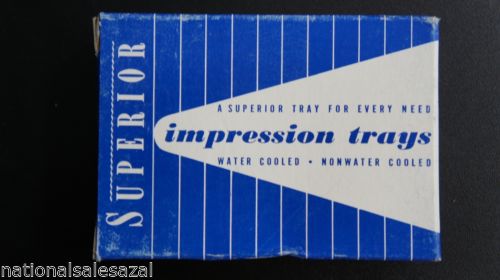 SUPERIOR
A SUPERIOR TRAY FOR EVERY NEED
impression trays
WATER COOLED • NONWATER COOLED
nationalsalesazal